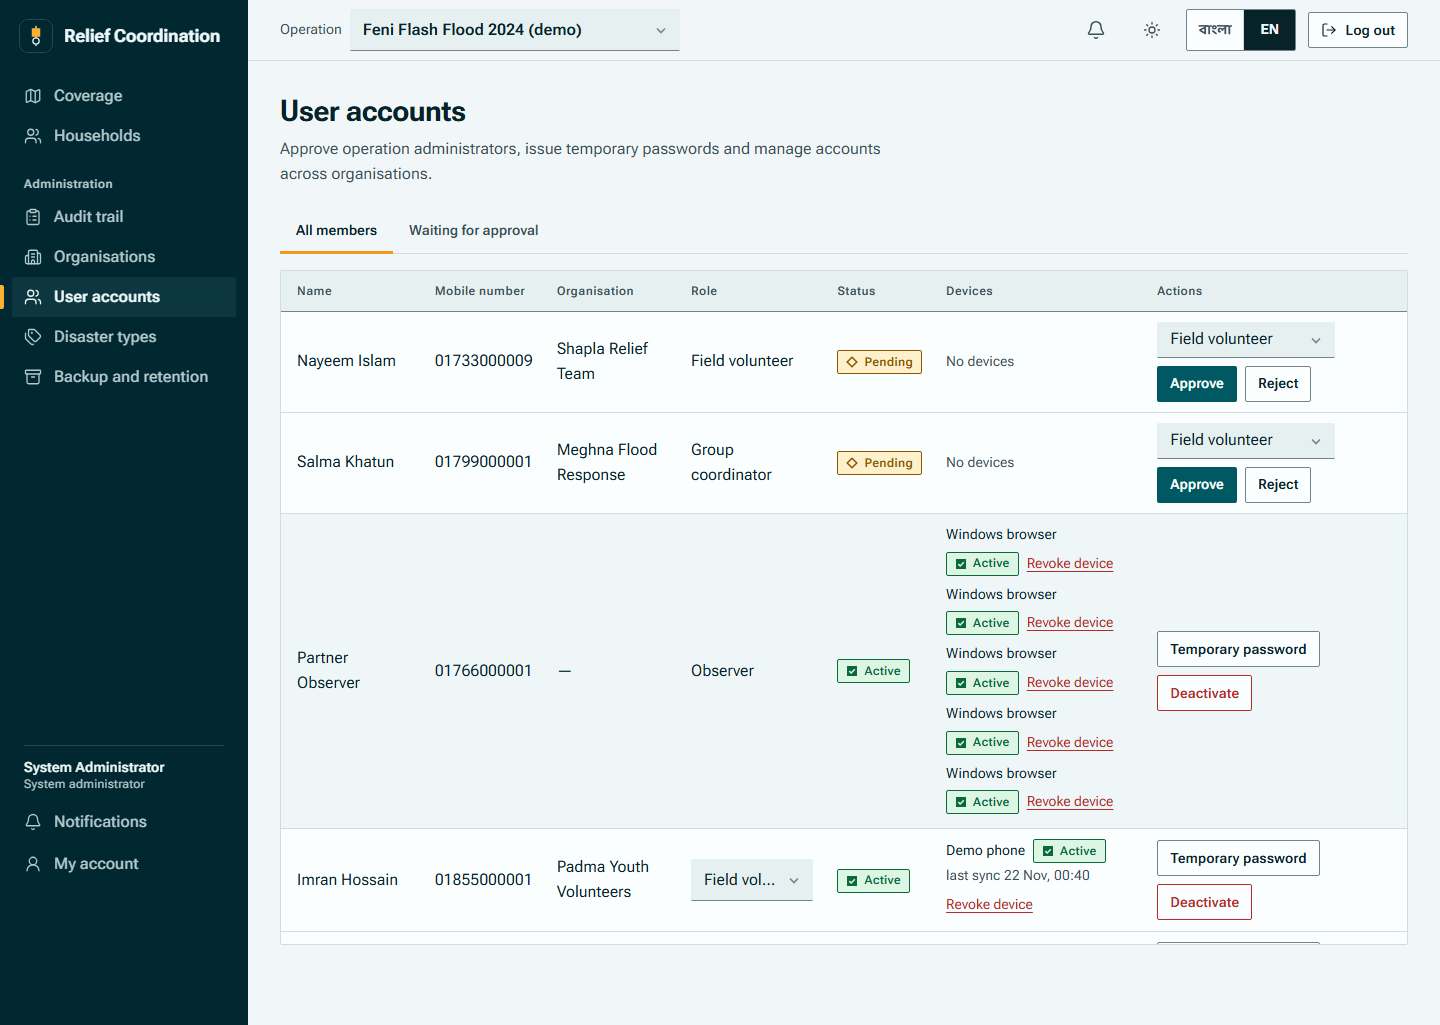 Relief Coordination
Coverage
Households
Administration
Audit trail
Organisations
User accounts
Disaster types
Backup and retention
System Administrator
System administrator
Notifications
My account
Operation
Feni Flash Flood 2024 (demo)
বাংলা
EN
Log out
User accounts
Approve operation administrators, issue temporary passwords and manage accounts
across organisations.
All members
Waiting for approval
Name
Mobile number
Organisation
Role
Status
Devices
Actions
Nayeem Islam
01733000009
Shapla Relief
Team
Field volunteer
Pending
No devices
Field volunteer
Approve
Reject
Salma Khatun
01799000001
Meghna Flood
Response
Group
coordinator
Pending
No devices
Field volunteer
Approve
Reject
Partner
Observer
01766000001
—
Observer
Active
Windows browser
Active Revoke device
Windows browser
Active Revoke device
Windows browser
Active Revoke device
Windows browser
Active Revoke device
Windows browser
Active Revoke device
Temporary password
Deactivate
Imran Hossain
01855000001
Padma Youth
Volunteers
Field vol...
Active
Demo phone Active
last sync 22 Nov, 00:40
Revoke device
Temporary password
Deactivate